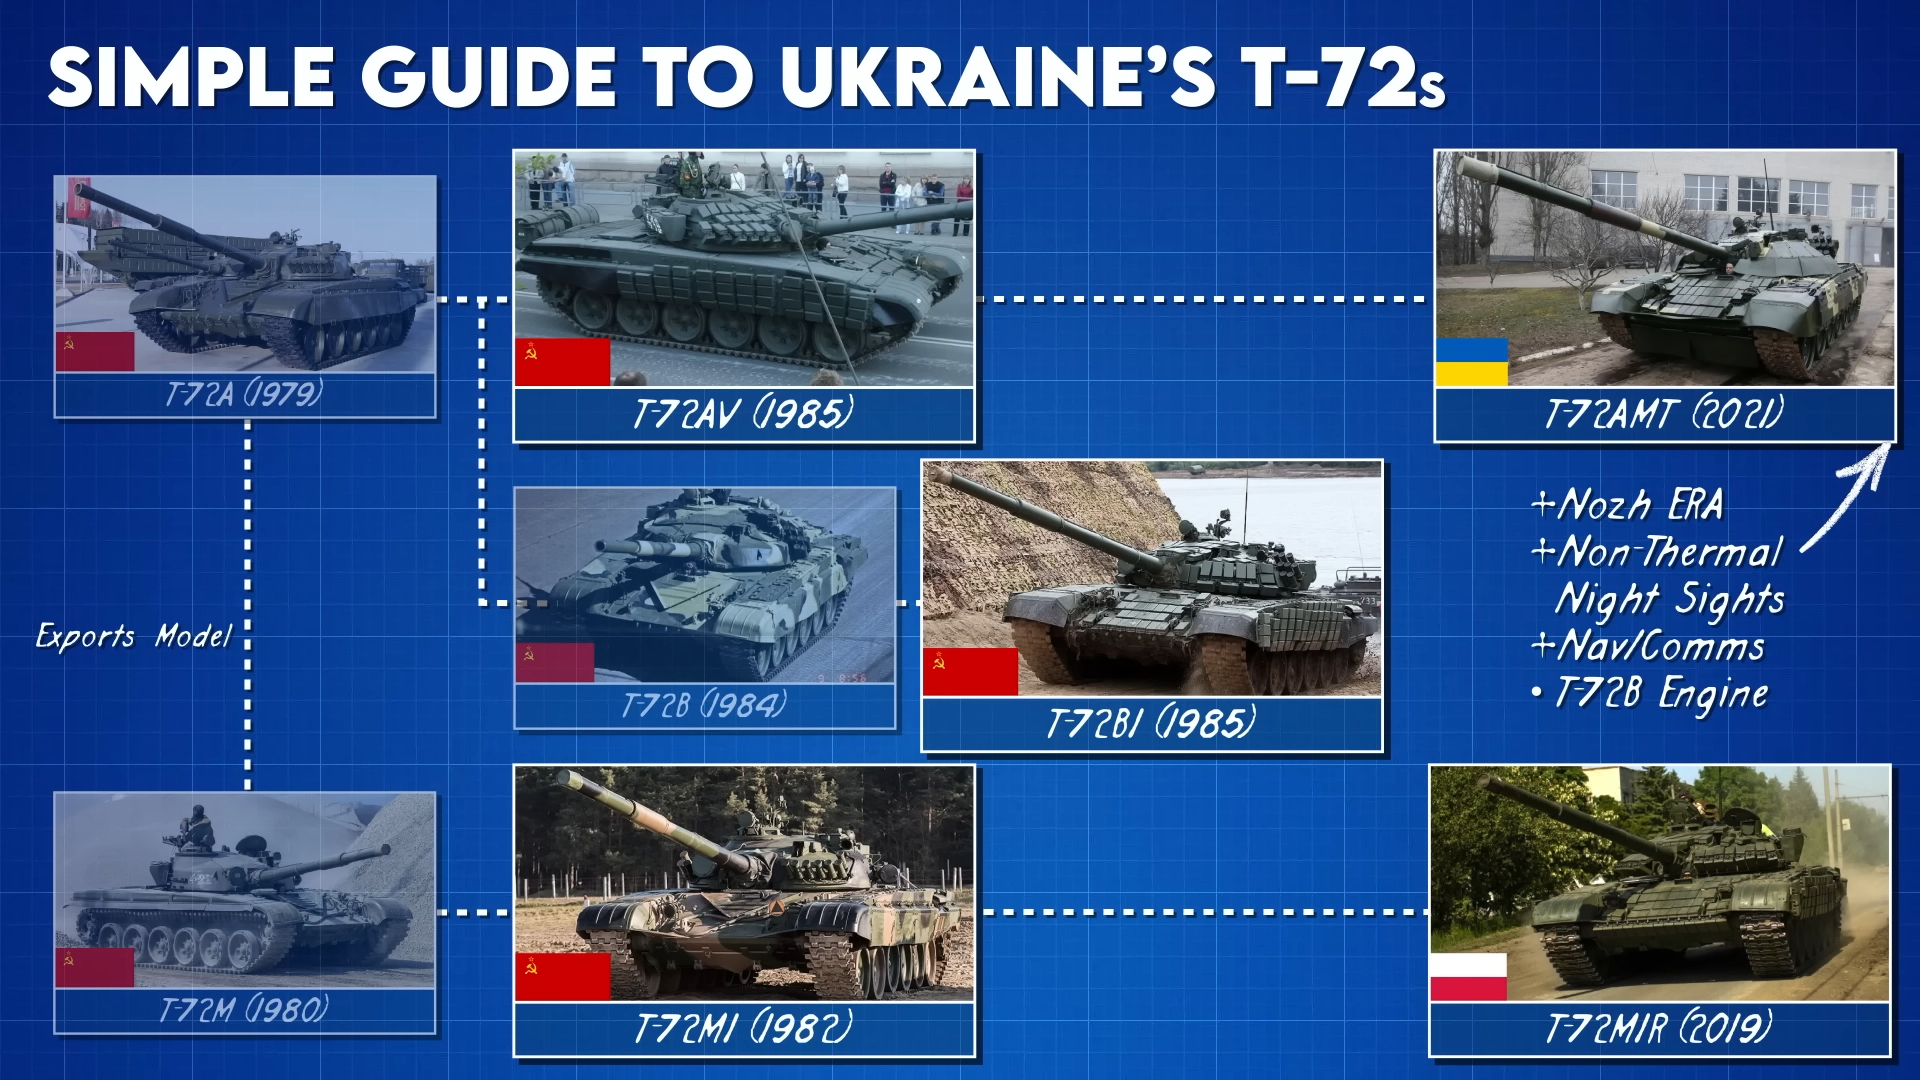 SIMPLE GUIDE TO UKRAINE'S T-72s
T-72A (1979)
T-72AV (1985)
T-72AMT (2021)
+Nozh ERA
+Non-Thermal
Night Sights
+Nav/Comms
• T-72B Engine
Exports Model
T-72B (1984)
T-72B1 (1985)
T-72M (1980)
T-72M1 (1982)
T-72M1R (2019)